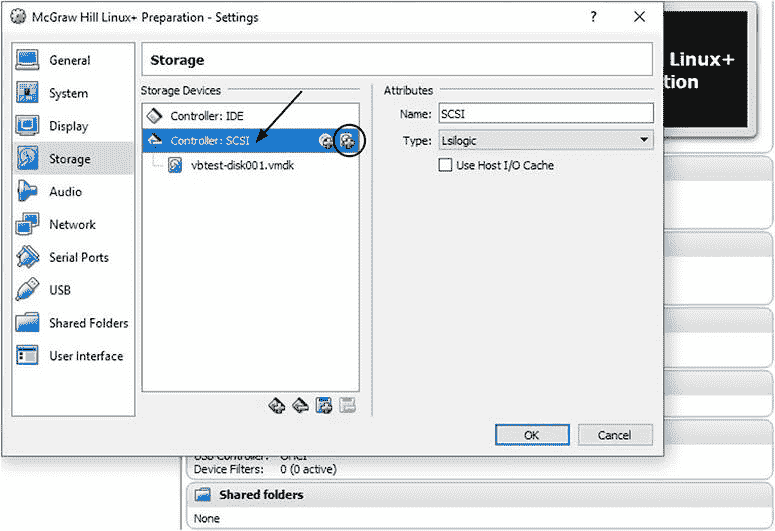 McGraw Hill Linux+ Preparation - Settings
?
Linux+
tion
General
System
Display
Storage
Audio
Network
Serial Ports
USB
Shared Folders
User Interface
Storage
Storage Devices
Controller: IDE
Controller: SCSI
vbtest-disk001.vmdk
Attributes
Name: SCSI
Type: Lsilogic
Use Host I/O Cache
OK
Cancel
Device Filters: 0 (0 active)
Shared folders
None